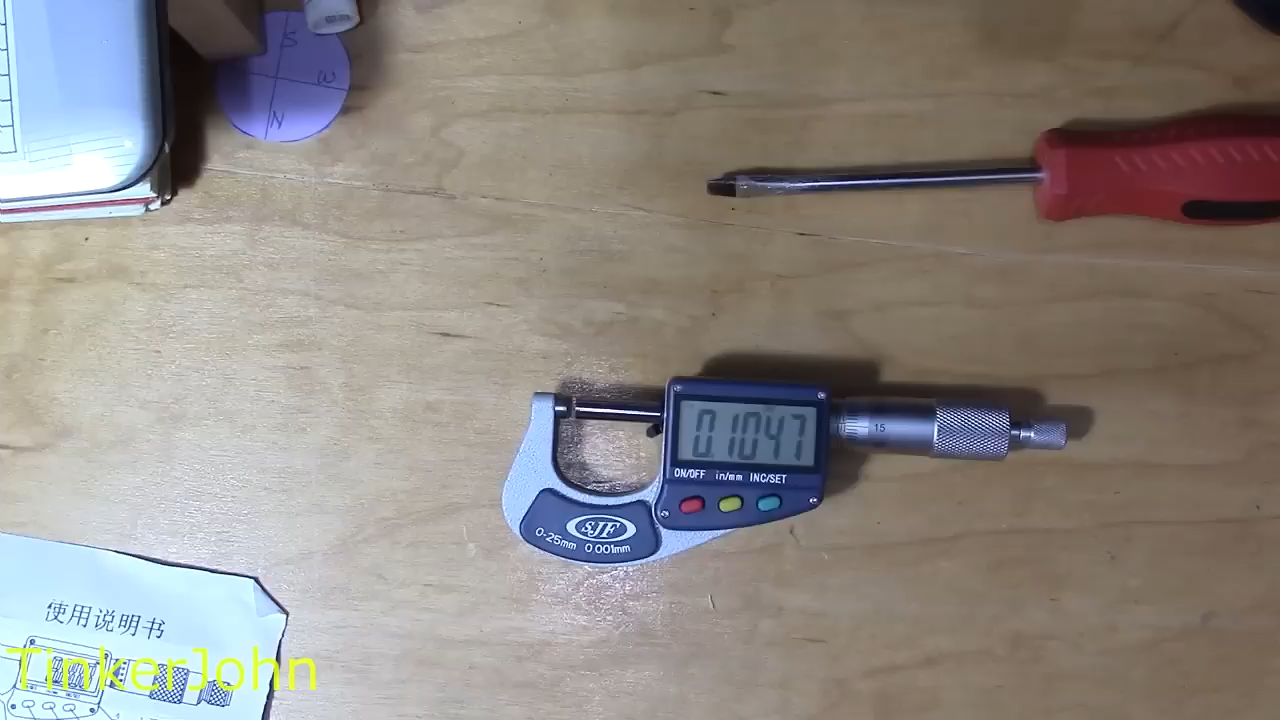 S
W
N
0.1047
ON/OFF in/mm INC/SET
15
SJF
0-25mm 0.001mm
使用说明书
TinkerJohn